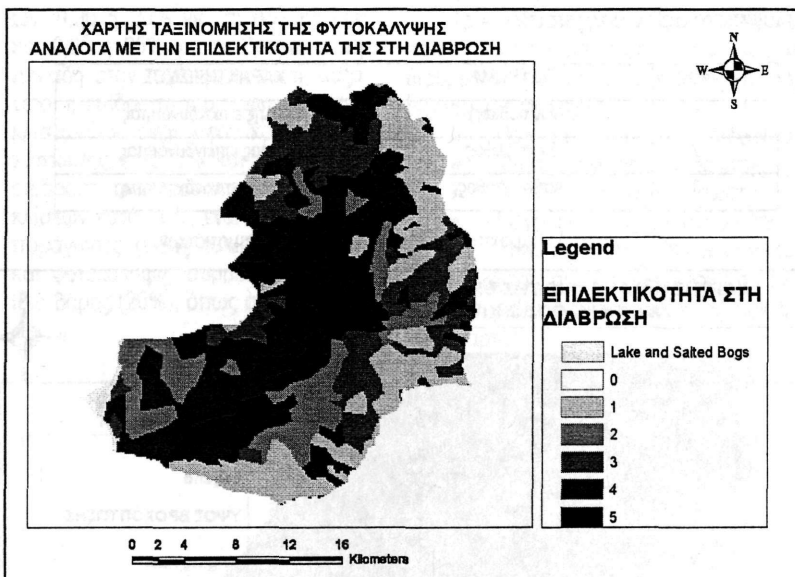 ΧΑΡΤΗΣ ΤΑΞΙΝΟΜΗΣΗΣ ΤΗΣ ΦΥΤΟΚΑΛΥΨΗΣ
ΑΝΑΛΟΓΑ ΜΕ ΤΗΝ ΕΠΙΔΕΚΤΙΚΟΤΗΤΑ ΤΗΣ ΣΤΗ ΔΙΑΒΡΩΣΗ
N
W E
S
Legend
ΕΠΙΔΕΚΤΙΚΟΤΗΤΑ ΣΤΗ
ΔΙΑΒΡΩΣΗ
Lake and Salted Bogs
0
1
2
3
4
5
0 2 4 8 12 16
Kilometers